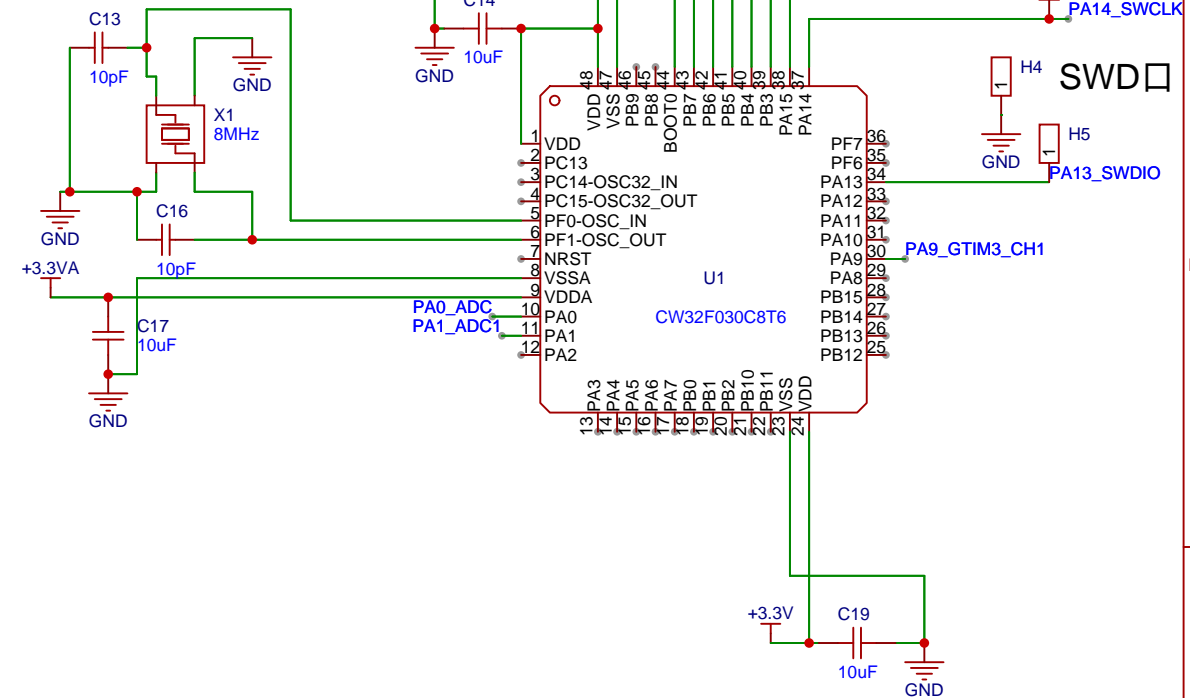 C13
10pF
GND
X1
8MHz
GND
C16
10pF
+3.3VA
C17
10uF
GND
10uF
GND
PA14_SWCLK
H4
1
SWD口
GND
H5
1
PA13_SWDIO
48 47 46 45 44 43 42 41 40 39 38 37
VDD VSS PB9 PB8 BOOT0 PB7 PB6 PB5 PB4 PB3 PA15 PA14
1 VDD
2 PC13
3 PC14-OSC32_IN
4 PC15-OSC32_OUT
5 PF0-OSC_IN
6 PF1-OSC_OUT
7 NRST
8 VSSA
9 VDDA
PA0_ADC 10 PA0
PA1_ADC1 11 PA1
12 PA2
U1
CW32F030C8T6
PF7 36
PF6 35
PA13 34
PA12 33
PA11 32
PA10 31
PA9 30 PA9_GTIM3_CH1
PA8 29
PB15 28
PB14 27
PB13 26
PB12 25
PA3 PA4 PA5 PA6 PA7 PB0 PB1 PB2 PB10 PB11 VSS VDD
13 14 15 16 17 18 19 20 21 22 23 24
+3.3V
C19
10uF
GND